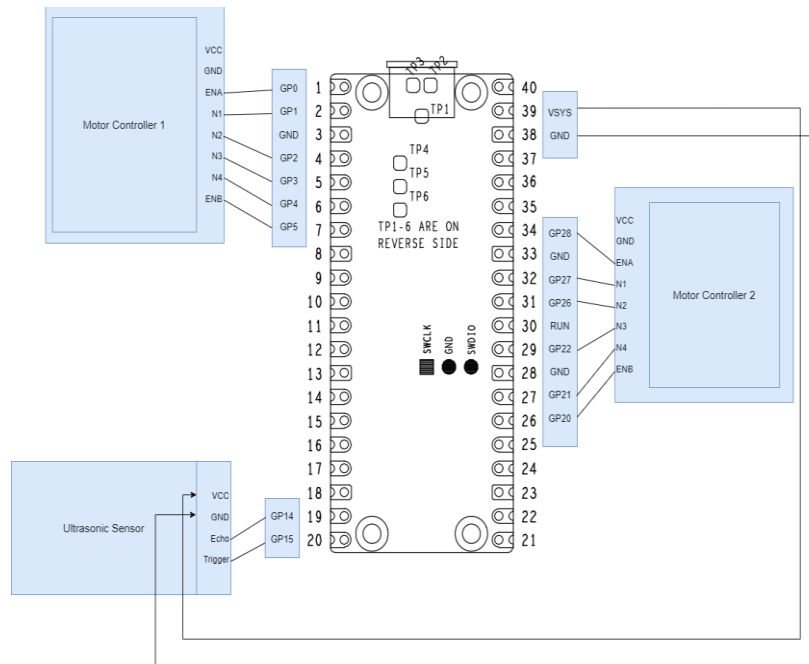 Motor Controller 1
VCC
GND
ENA
N1
N2
N3
N4
ENB
GP0
GP1
GND
GP2
GP3
GP4
GP5
1
2
3
4
5
6
7
8
9
10
11
12
13
14
15
16
17
18
19
20
TP3
TP2
TP1
TP4
TP5
TP6
TP1-6 ARE ON
REVERSE SIDE
SWCLK
GND
SWDIO
40
39
38
37
36
35
34
33
32
31
30
29
28
27
26
25
24
23
22
21
VSYS
GND
GP28
GND
GP27
GP26
RUN
GP22
GND
GP21
GP20
VCC
GND
ENA
N1
N2
N3
N4
ENB
Motor Controller 2
Ultrasonic Sensor
VCC
GND
Echo
Trigger
GP14
GP15